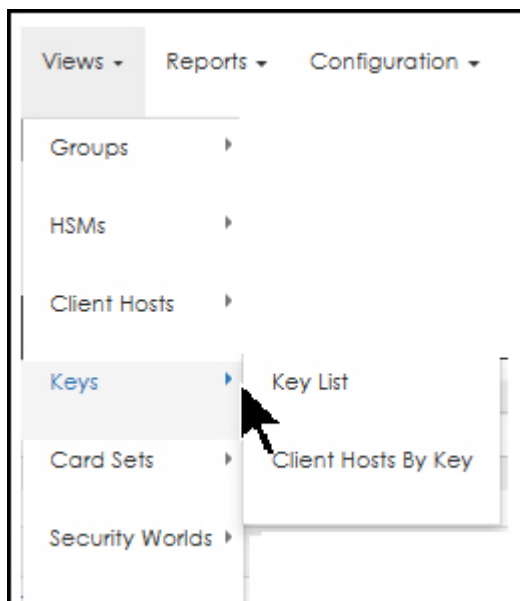 Views Reports Configuration
Groups
HSMs
Client Hosts
Keys Key List
Card Sets Client Hosts By Key
Security Worlds